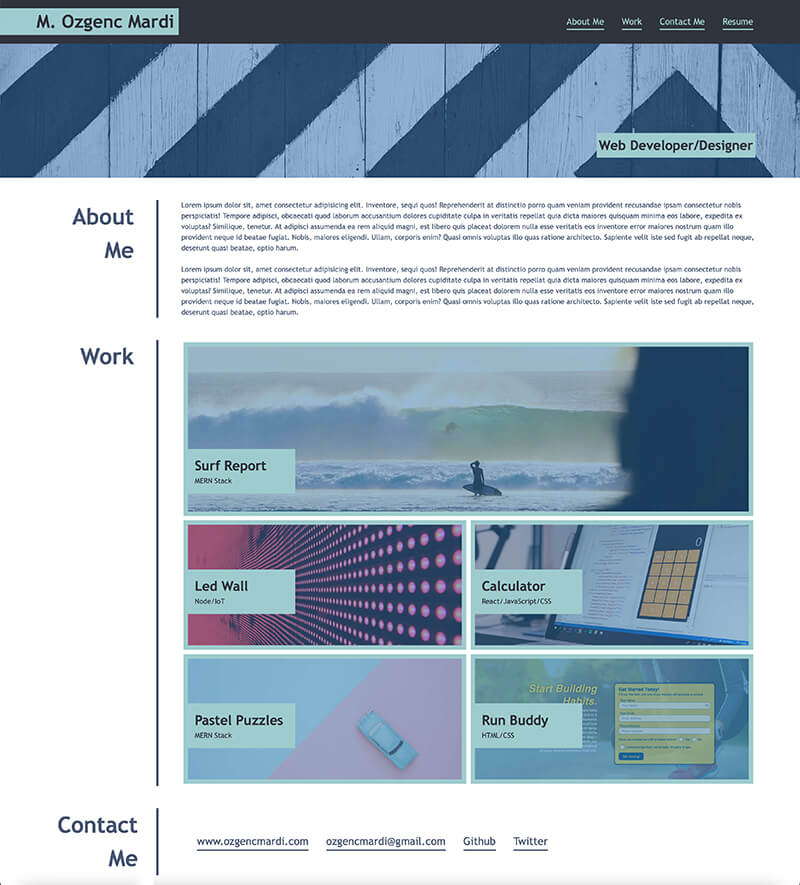 M. Ozgenc Mardi
About Me
Work
Contact Me
Resume
Web Developer/Designer
About
Me
Lorem ipsum dolor sit, amet consectetur adipisicing elit. Inventore, sequi quos! Reprehenderit at distinctio porro quam veniam provident recusandae ipsam consectetur nobis
perspiciatis! Tempore adipisci, obcaecati quod laborum accusantium dolores cupiditate culpa in veritatis repellat quia dicta maiores quisquam minima eos labore, expedita ex
voluptas? Similique, tenetur. At adipisci assumenda ea rem aliquid magni, est libero quis placeat dolorem nulla esse veritatis eos inventore error maiores nostrum quam illo
provident neque id beatae fugiat. Nobis, maiores eligendi. Ullam, corporis enim? Quasi omnis voluptas illo quas ratione architecto. Sapiente velit iste sed fugit ab repellat neque,
deserunt quasi beatae, optio harum.
Lorem ipsum dolor sit, amet consectetur adipisicing elit. Inventore, sequi quos! Reprehenderit at distinctio porro quam veniam provident recusandae ipsam consectetur nobis
perspiciatis! Tempore adipisci, obcaecati quod laborum accusantium dolores cupiditate culpa in veritatis repellat quia dicta maiores quisquam minima eos labore, expedita ex
voluptas? Similique, tenetur. At adipisci assumenda ea rem aliquid magni, est libero quis placeat dolorem nulla esse veritatis eos inventore error maiores nostrum quam illo
provident neque id beatae fugiat. Nobis, maiores eligendi. Ullam, corporis enim? Quasi omnis voluptas illo quas ratione architecto. Sapiente velit iste sed fugit ab repellat neque,
deserunt quasi beatae, optio harum.
Work
Surf Report
MERN Stack
Led Wall
Node/IoT
0
Calculator
React/JavaScript/CSS
Pastel Puzzles
MERN Stack
Start Building
Habits.
Get Started Today!
Run Buddy
HTML/CSS
Contact
Me
www.ozgencmardi.com
ozgencmardi@gmail.com
Github
Twitter